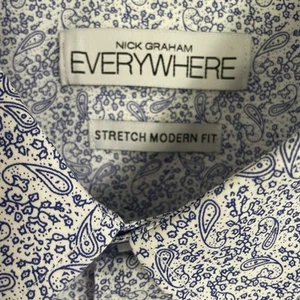 NICK GRAHAM
EVERYWHERE
STRETCH MODERN FIT